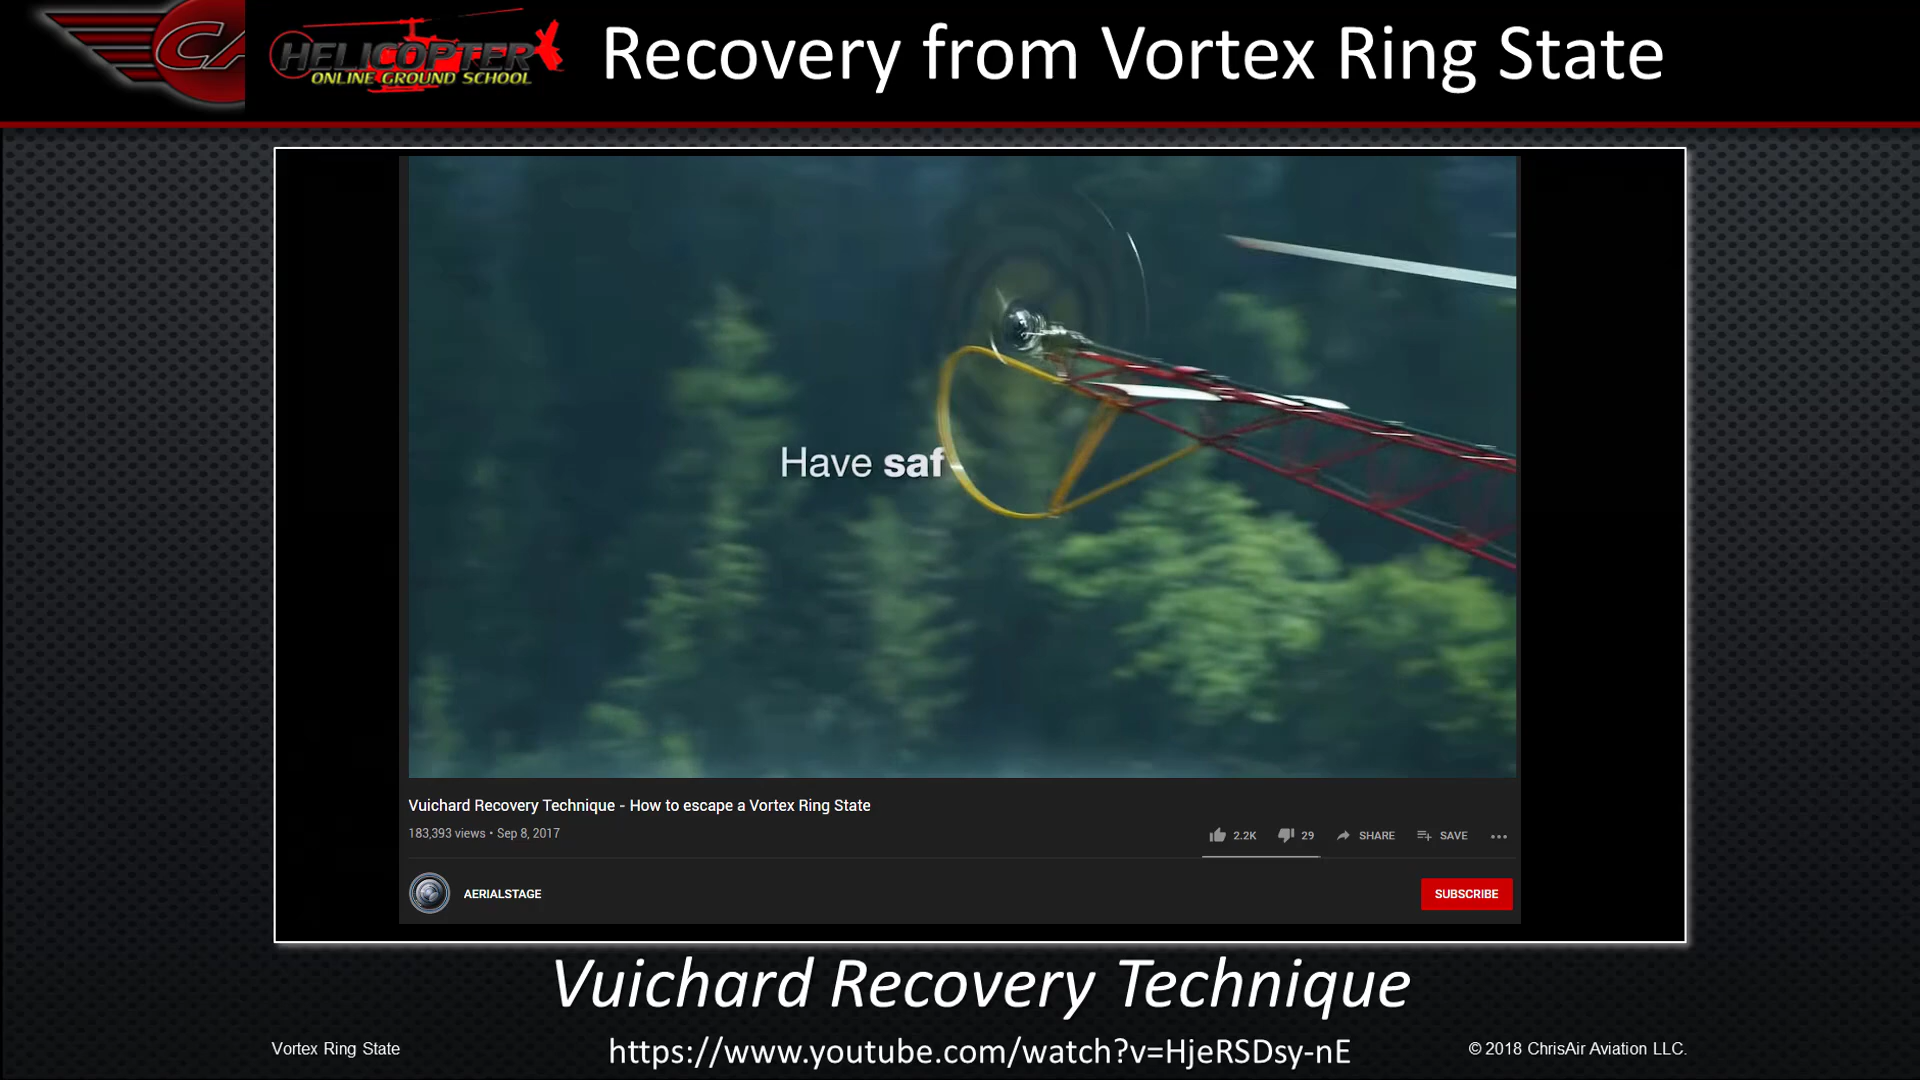 CA
HELICOPTER
ONLINE GROUND SCHOOL
Recovery from Vortex Ring State
Have saf
Vuichard Recovery Technique - How to escape a Vortex Ring State
183,393 views • Sep 8, 2017
2.2K 29 SHARE SAVE
AERIALSTAGE
SUBSCRIBE
Vuichard Recovery Technique
Vortex Ring State
https://www.youtube.com/watch?v=HjeRSDsy-nE
© 2018 ChrisAir Aviation LLC.